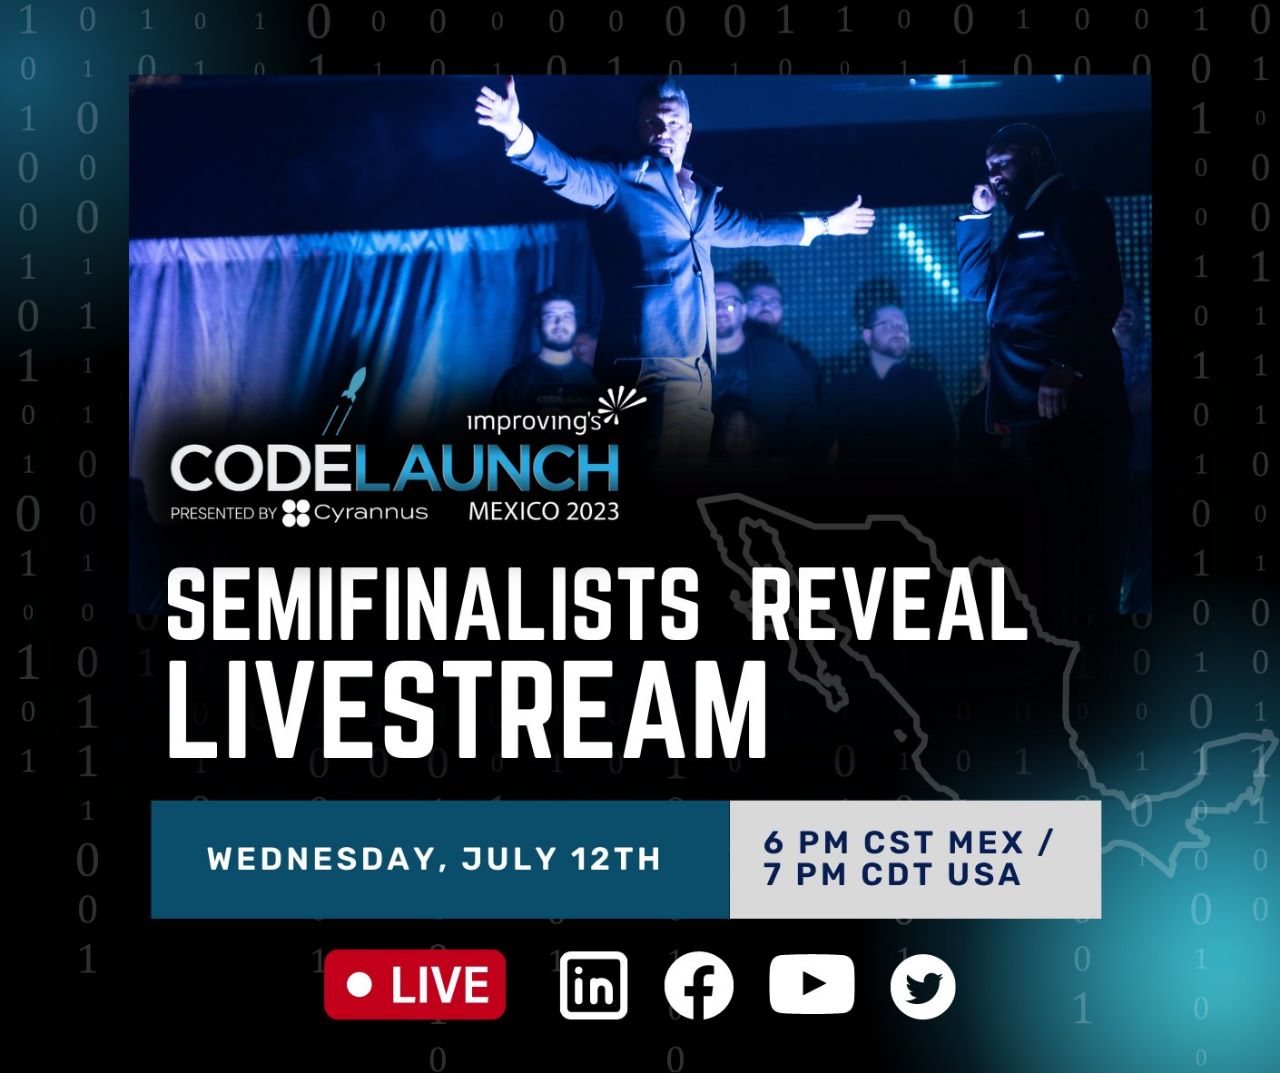 improving's
CODELAUNCH
PRESENTED BY Cyrannus MEXICO 2023
SEMIFINALISTS REVEAL
LIVESTREAM
WEDNESDAY, JULY 12TH
6 PM CST MEX /
7 PM CDT USA
LIVE in